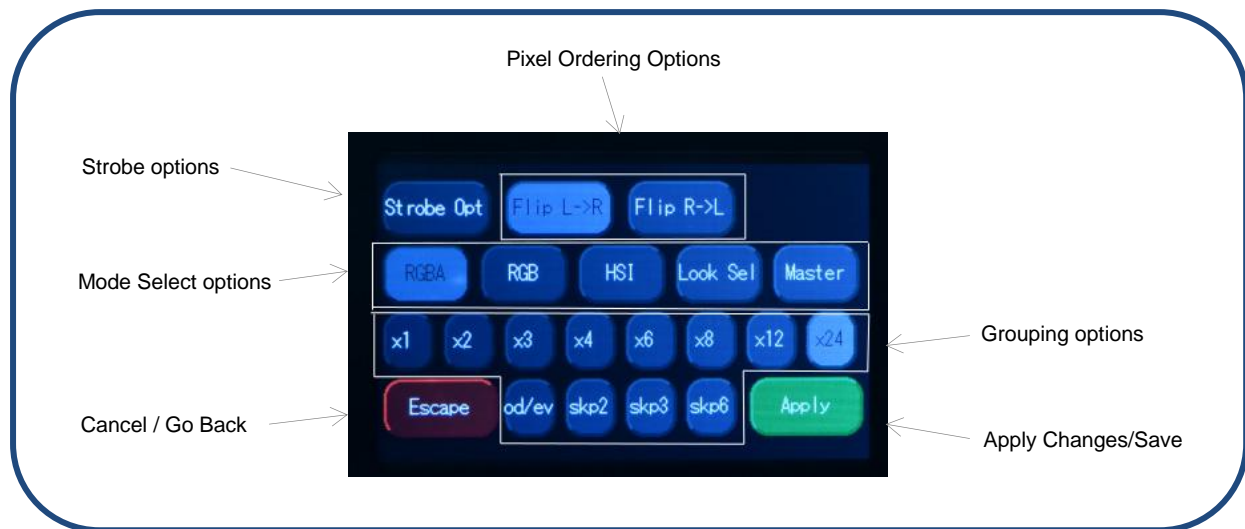 Pixel Ordering Options
Strobe options
Strobe Opt Flip L->R Flip R->L
Mode Select options
RGBA RGB HSI Look Sel Master
x1 x2 x3 x4 x6 x8 x12 x24
Grouping options
Cancel / Go Back
Escape od/ev skp2 skp3 skp6 Apply
Apply Changes/Save